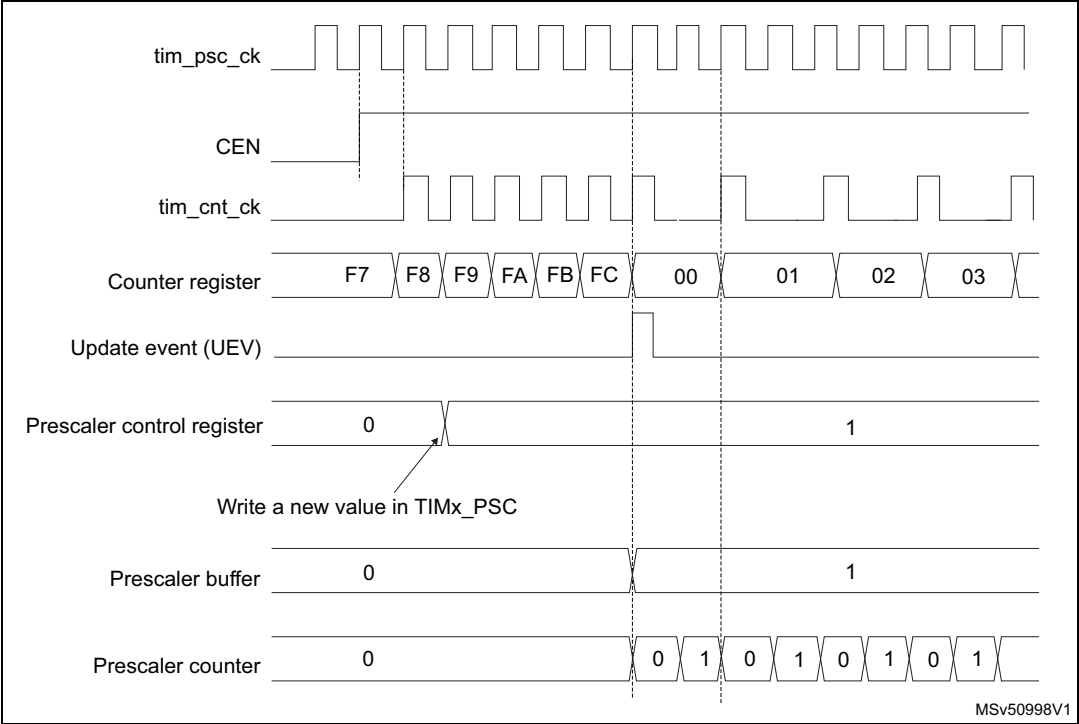 tim_psc_ck
CEN
tim_cnt_ck
Counter register F7 F8 F9 FA FB FC 00 01 02 03
Update event (UEV)
Prescaler control register 0 1
Write a new value in TIMx_PSC
Prescaler buffer 0 1
Prescaler counter 0 0 1 0 1 0 1 0 1
MSv50998V1